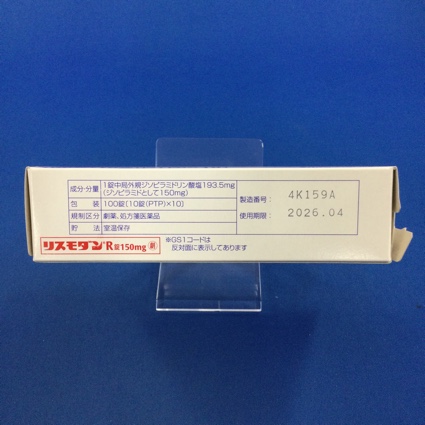 成分・分量 1錠中局外規ジソピラミドリン酸塩193.5mg
(ジソピラミドとして150mg)
包装 100錠(10錠(PTP)×10)
規制区分 劇薬、処方箋医薬品
貯法 室温保存
製造番号: 4K159A
使用期限: 2026.04
リスモダン®R錠150mg 劇
※GS1コードは
反対面に表示してあります